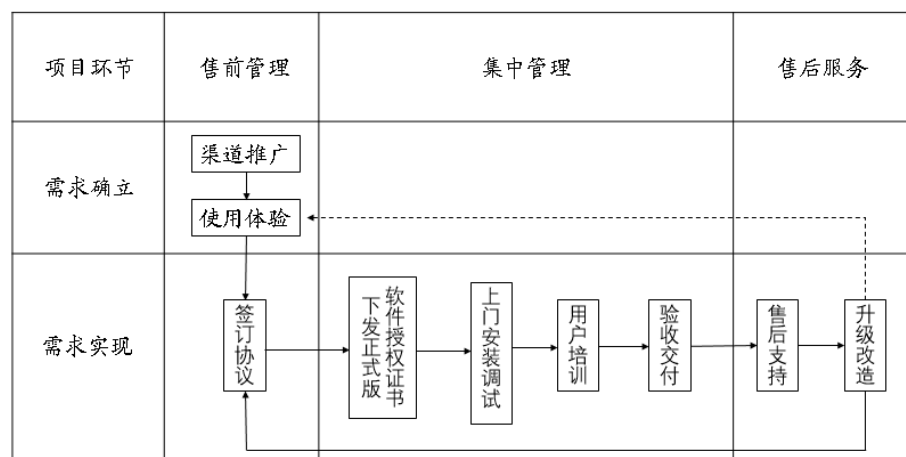 项目环节
售前管理
集中管理
售后服务
需求确立
渠道推广
使用体验
需求实现
签订协议
下发正式版
软件授权证书
上门安装调试
用户培训
验收交付
售后支持
升级改造